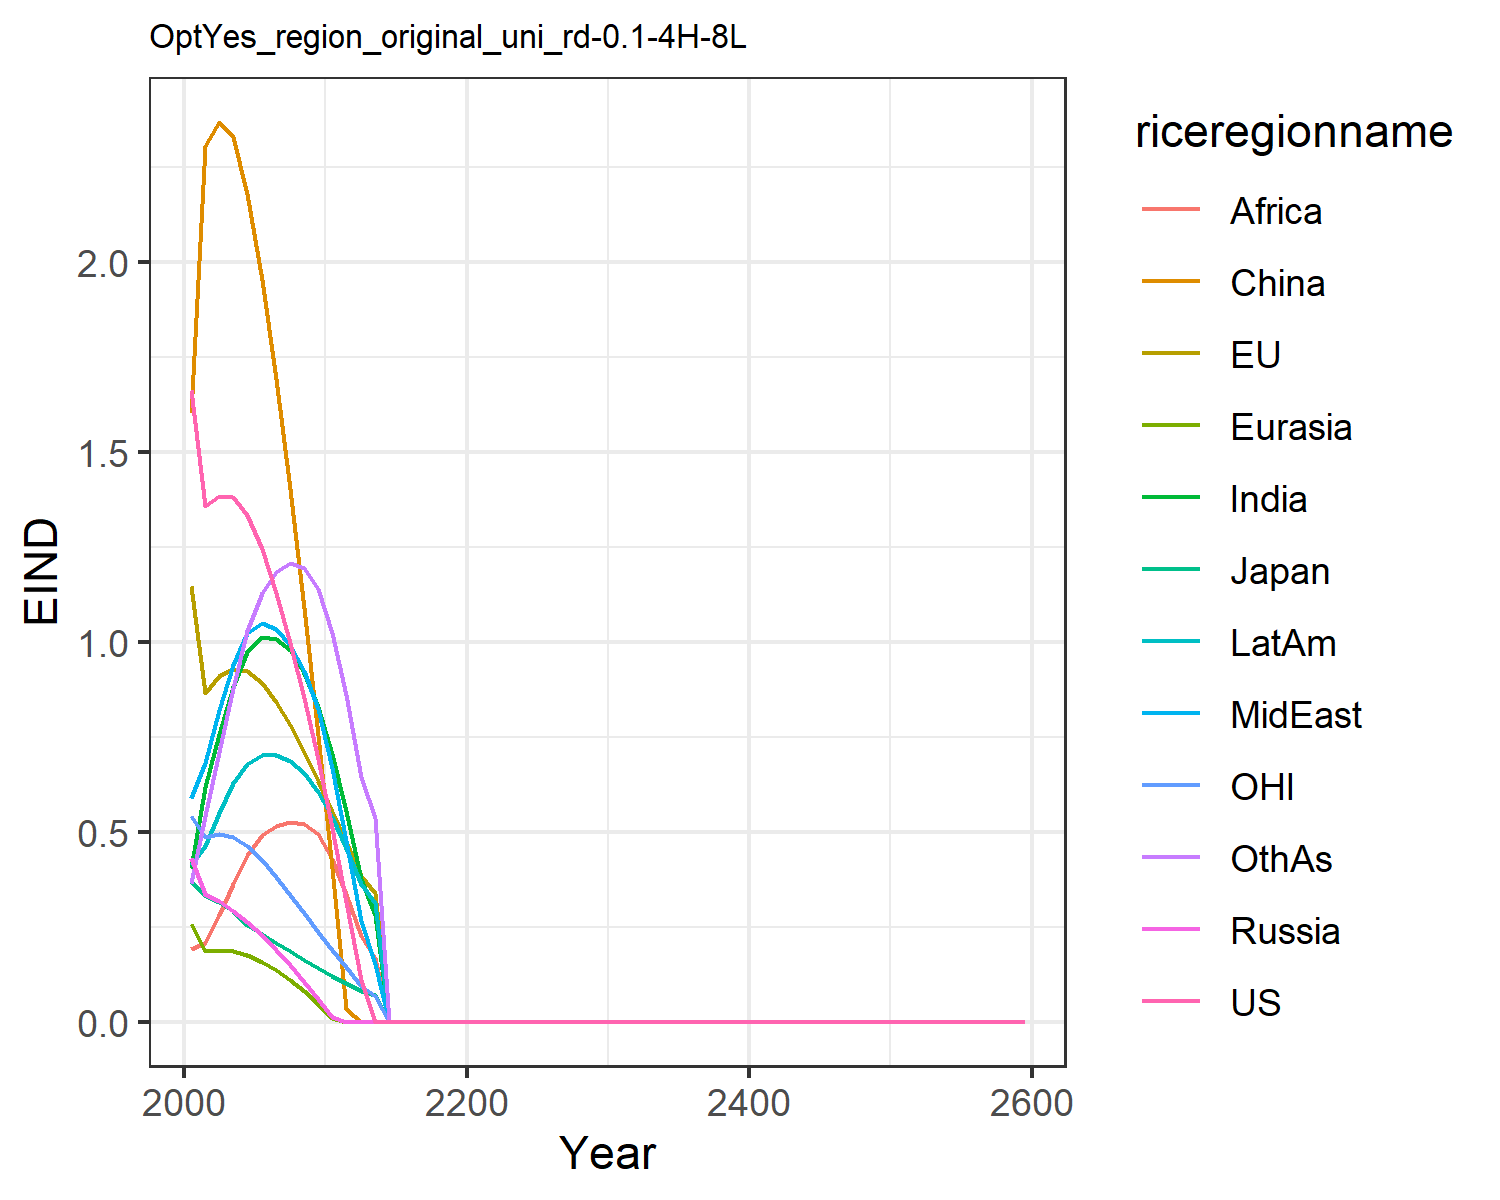 OptYes_region_original_uni_rd-0.1-4H-8L
EIND
2.0
1.5
1.0
0.5
0.0
2000 2200 2400 2600
Year
riceregionname
Africa
China
EU
Eurasia
India
Japan
LatAm
MidEast
OHI
OthAs
Russia
US